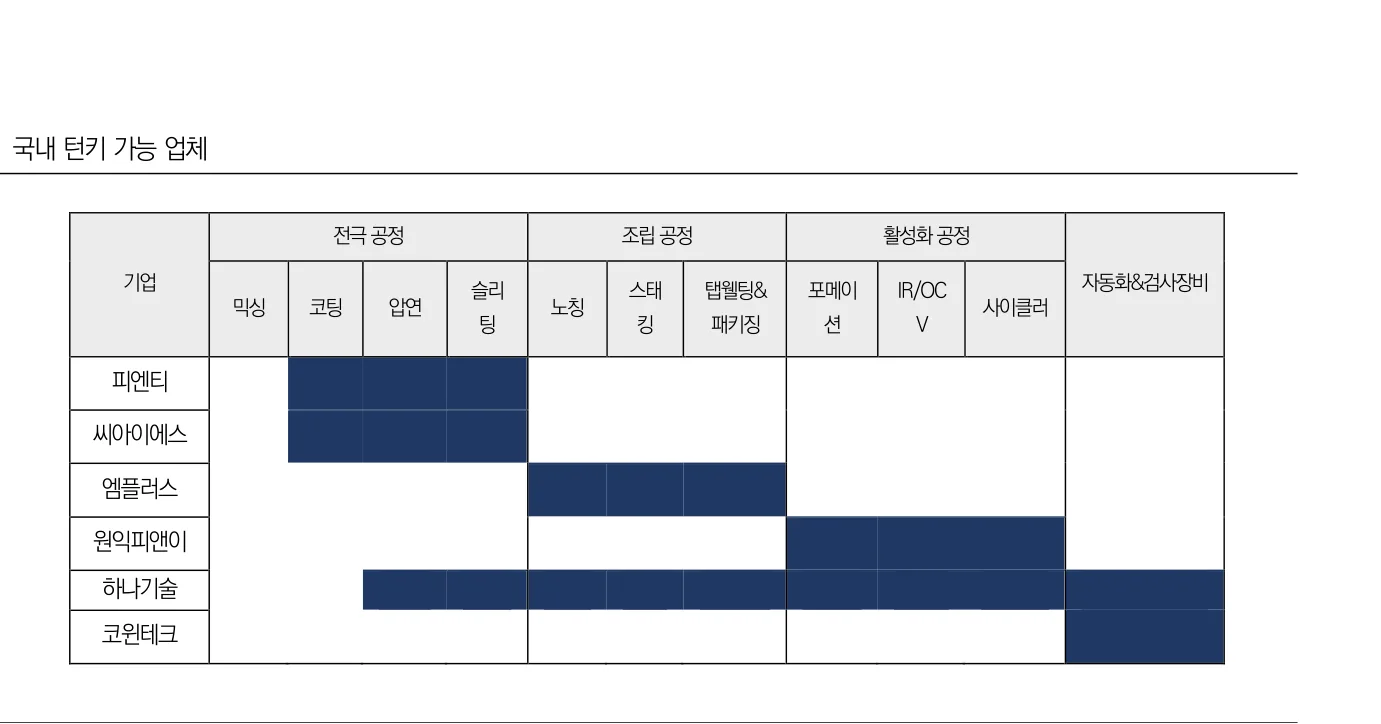 국내 턴키 가능 업체
기업
전극 공정
조립 공정
활성화 공정
자동화&검사장비
믹싱
코팅
압연
슬리
팅
노칭
스태
킹
탭웰팅&
패키징
포메이
션
IR/OC
V
사이클러
피엔티
씨아이에스
엠플러스
원익피앤이
하나기술
코윈테크